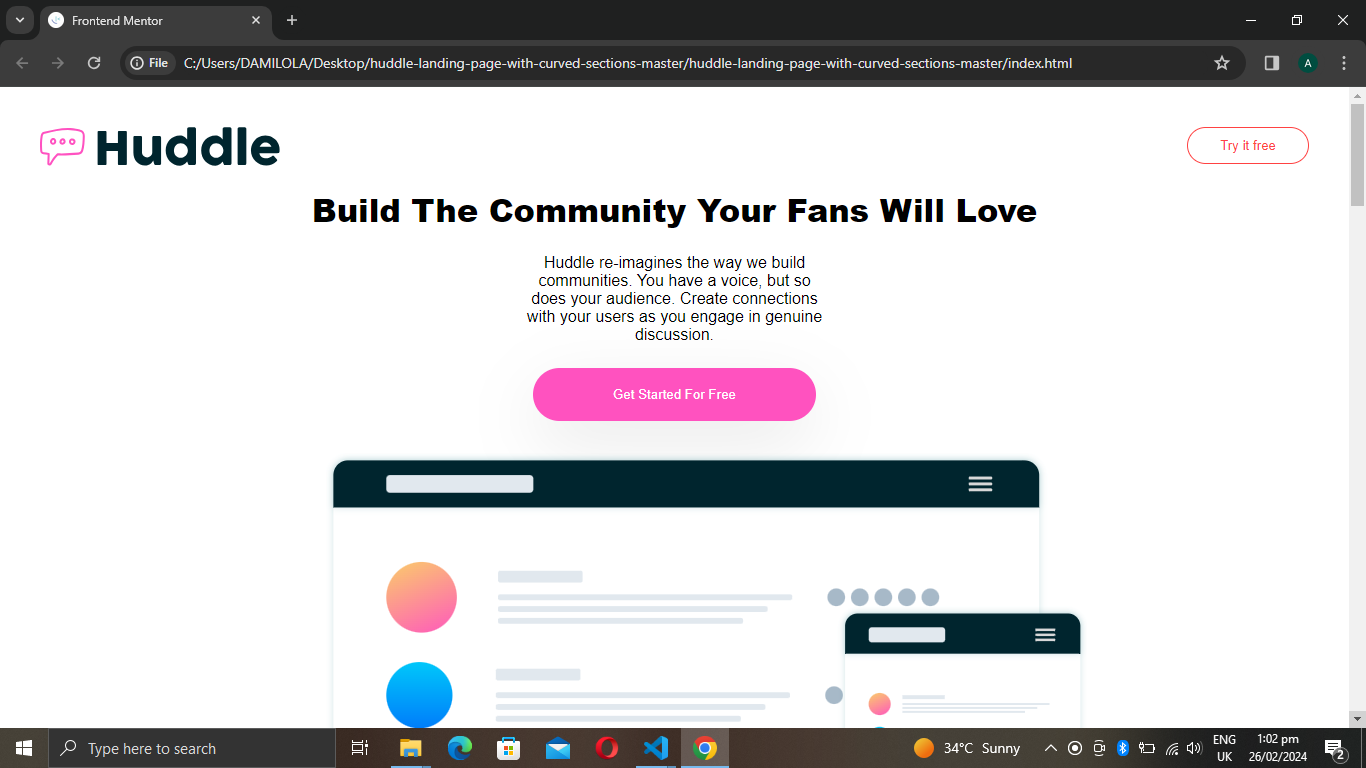 Frontend Mentor
File
C:/Users/DAMILOLA/Desktop/huddle-landing-page-with-curved-sections-master/huddle-landing-page-with-curved-sections-master/index.html
A
Huddle
Try it free
Build The Community Your Fans Will Love
Huddle re-imagines the way we build
communities. You have a voice, but so
does your audience. Create connections
with your users as you engage in genuine
discussion.
Get Started For Free
Type here to search
34°C Sunny
ENG
UK
1:02 pm
26/02/2024
2